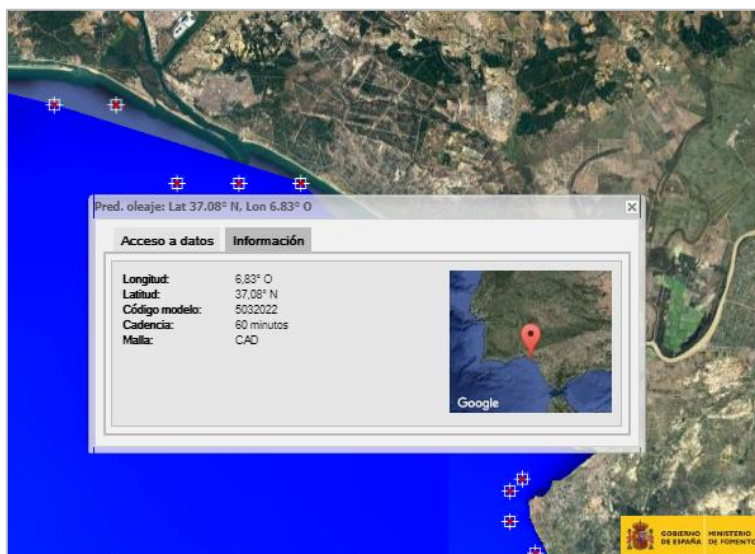 Pred. oleaje: Lat 37.08° N, Lon 6.83° O
Acceso a datos Información
Longitud: 6,83° O
Latitud: 37,08° N
Código modelo: 5032022
Cadencia: 60 minutos
Malla: CAD
Google
GOBIERNO DE ESPAÑA
MINISTERIO DE FOMENTO